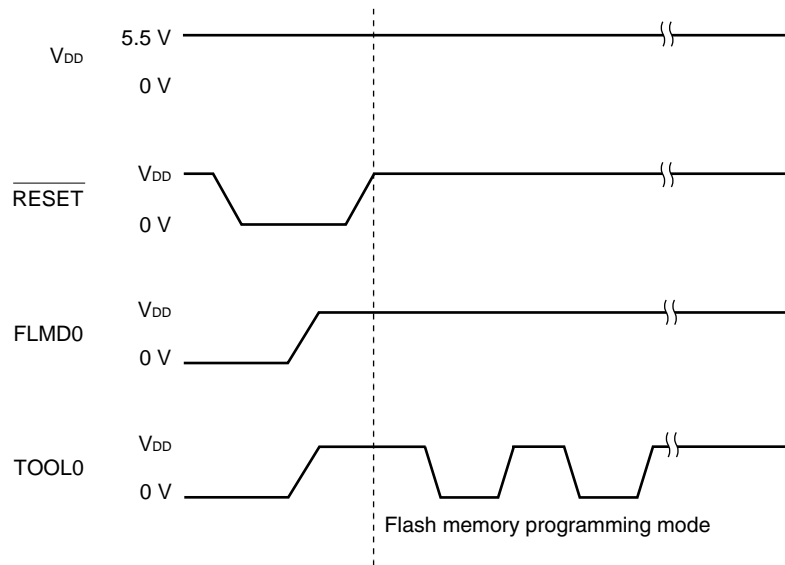 5.5 V
VDD
0 V
VDD
RESET
0 V
VDD
FLMD0
0 V
VDD
TOOL0
0 V
Flash memory programming mode